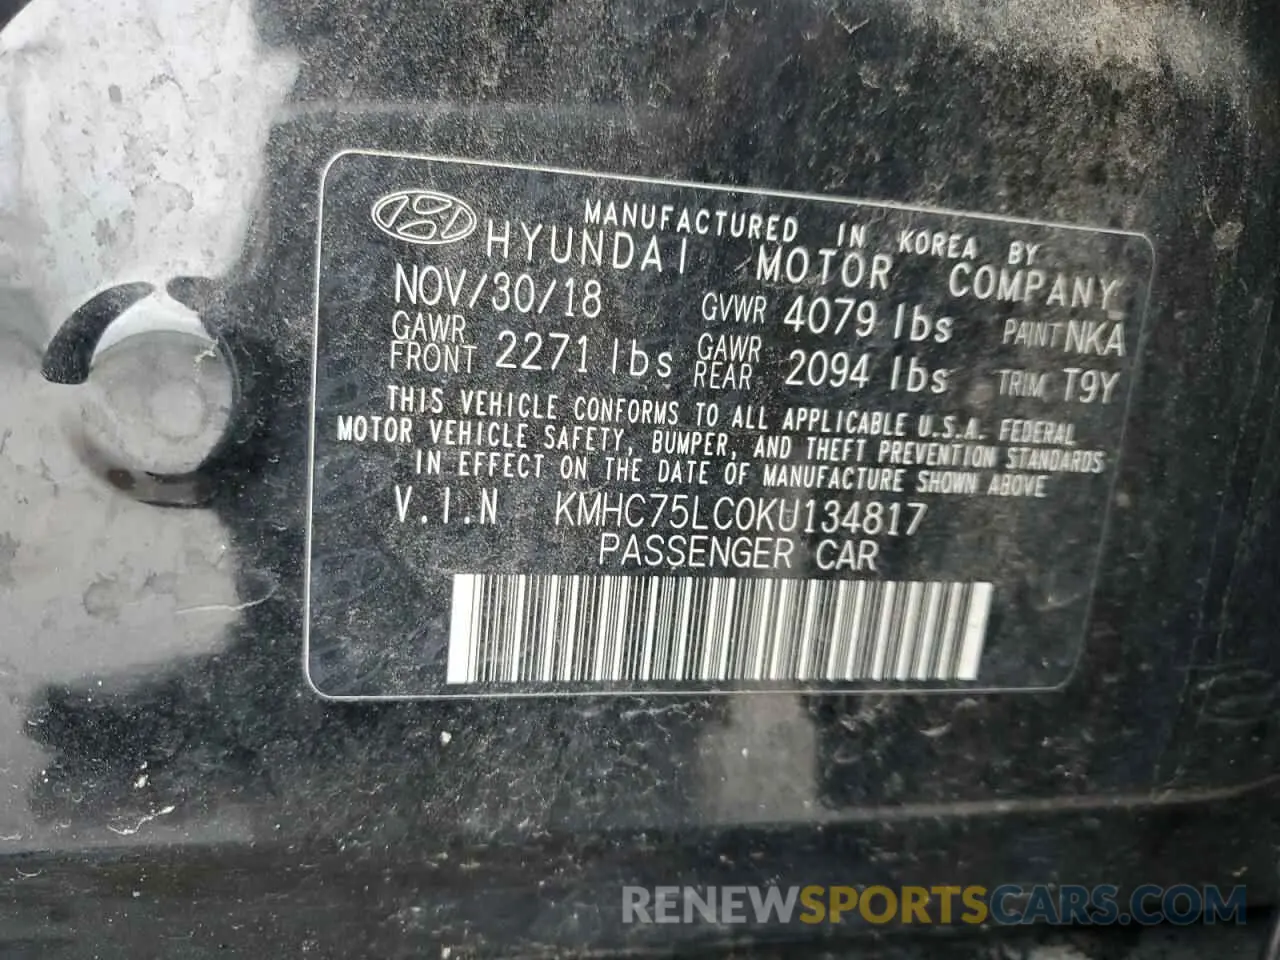 MANUFACTURED IN KOREA BY
HYUNDAI MOTOR COMPANY
NOV/30/18 GVWR 4079 lbs PAINT NKA
GAWR FRONT 2271 lbs GAWR REAR 2094 lbs TRIM T9Y
THIS VEHICLE CONFORMS TO ALL APPLICABLE U.S.A. FEDERAL
MOTOR VEHICLE SAFETY, BUMPER, AND THEFT PREVENTION STANDARDS
IN EFFECT ON THE DATE OF MANUFACTURE SHOWN ABOVE
V.I.N KMHC75LC0KU134817
PASSENGER CAR
RENEWSPORTSCARS.COM